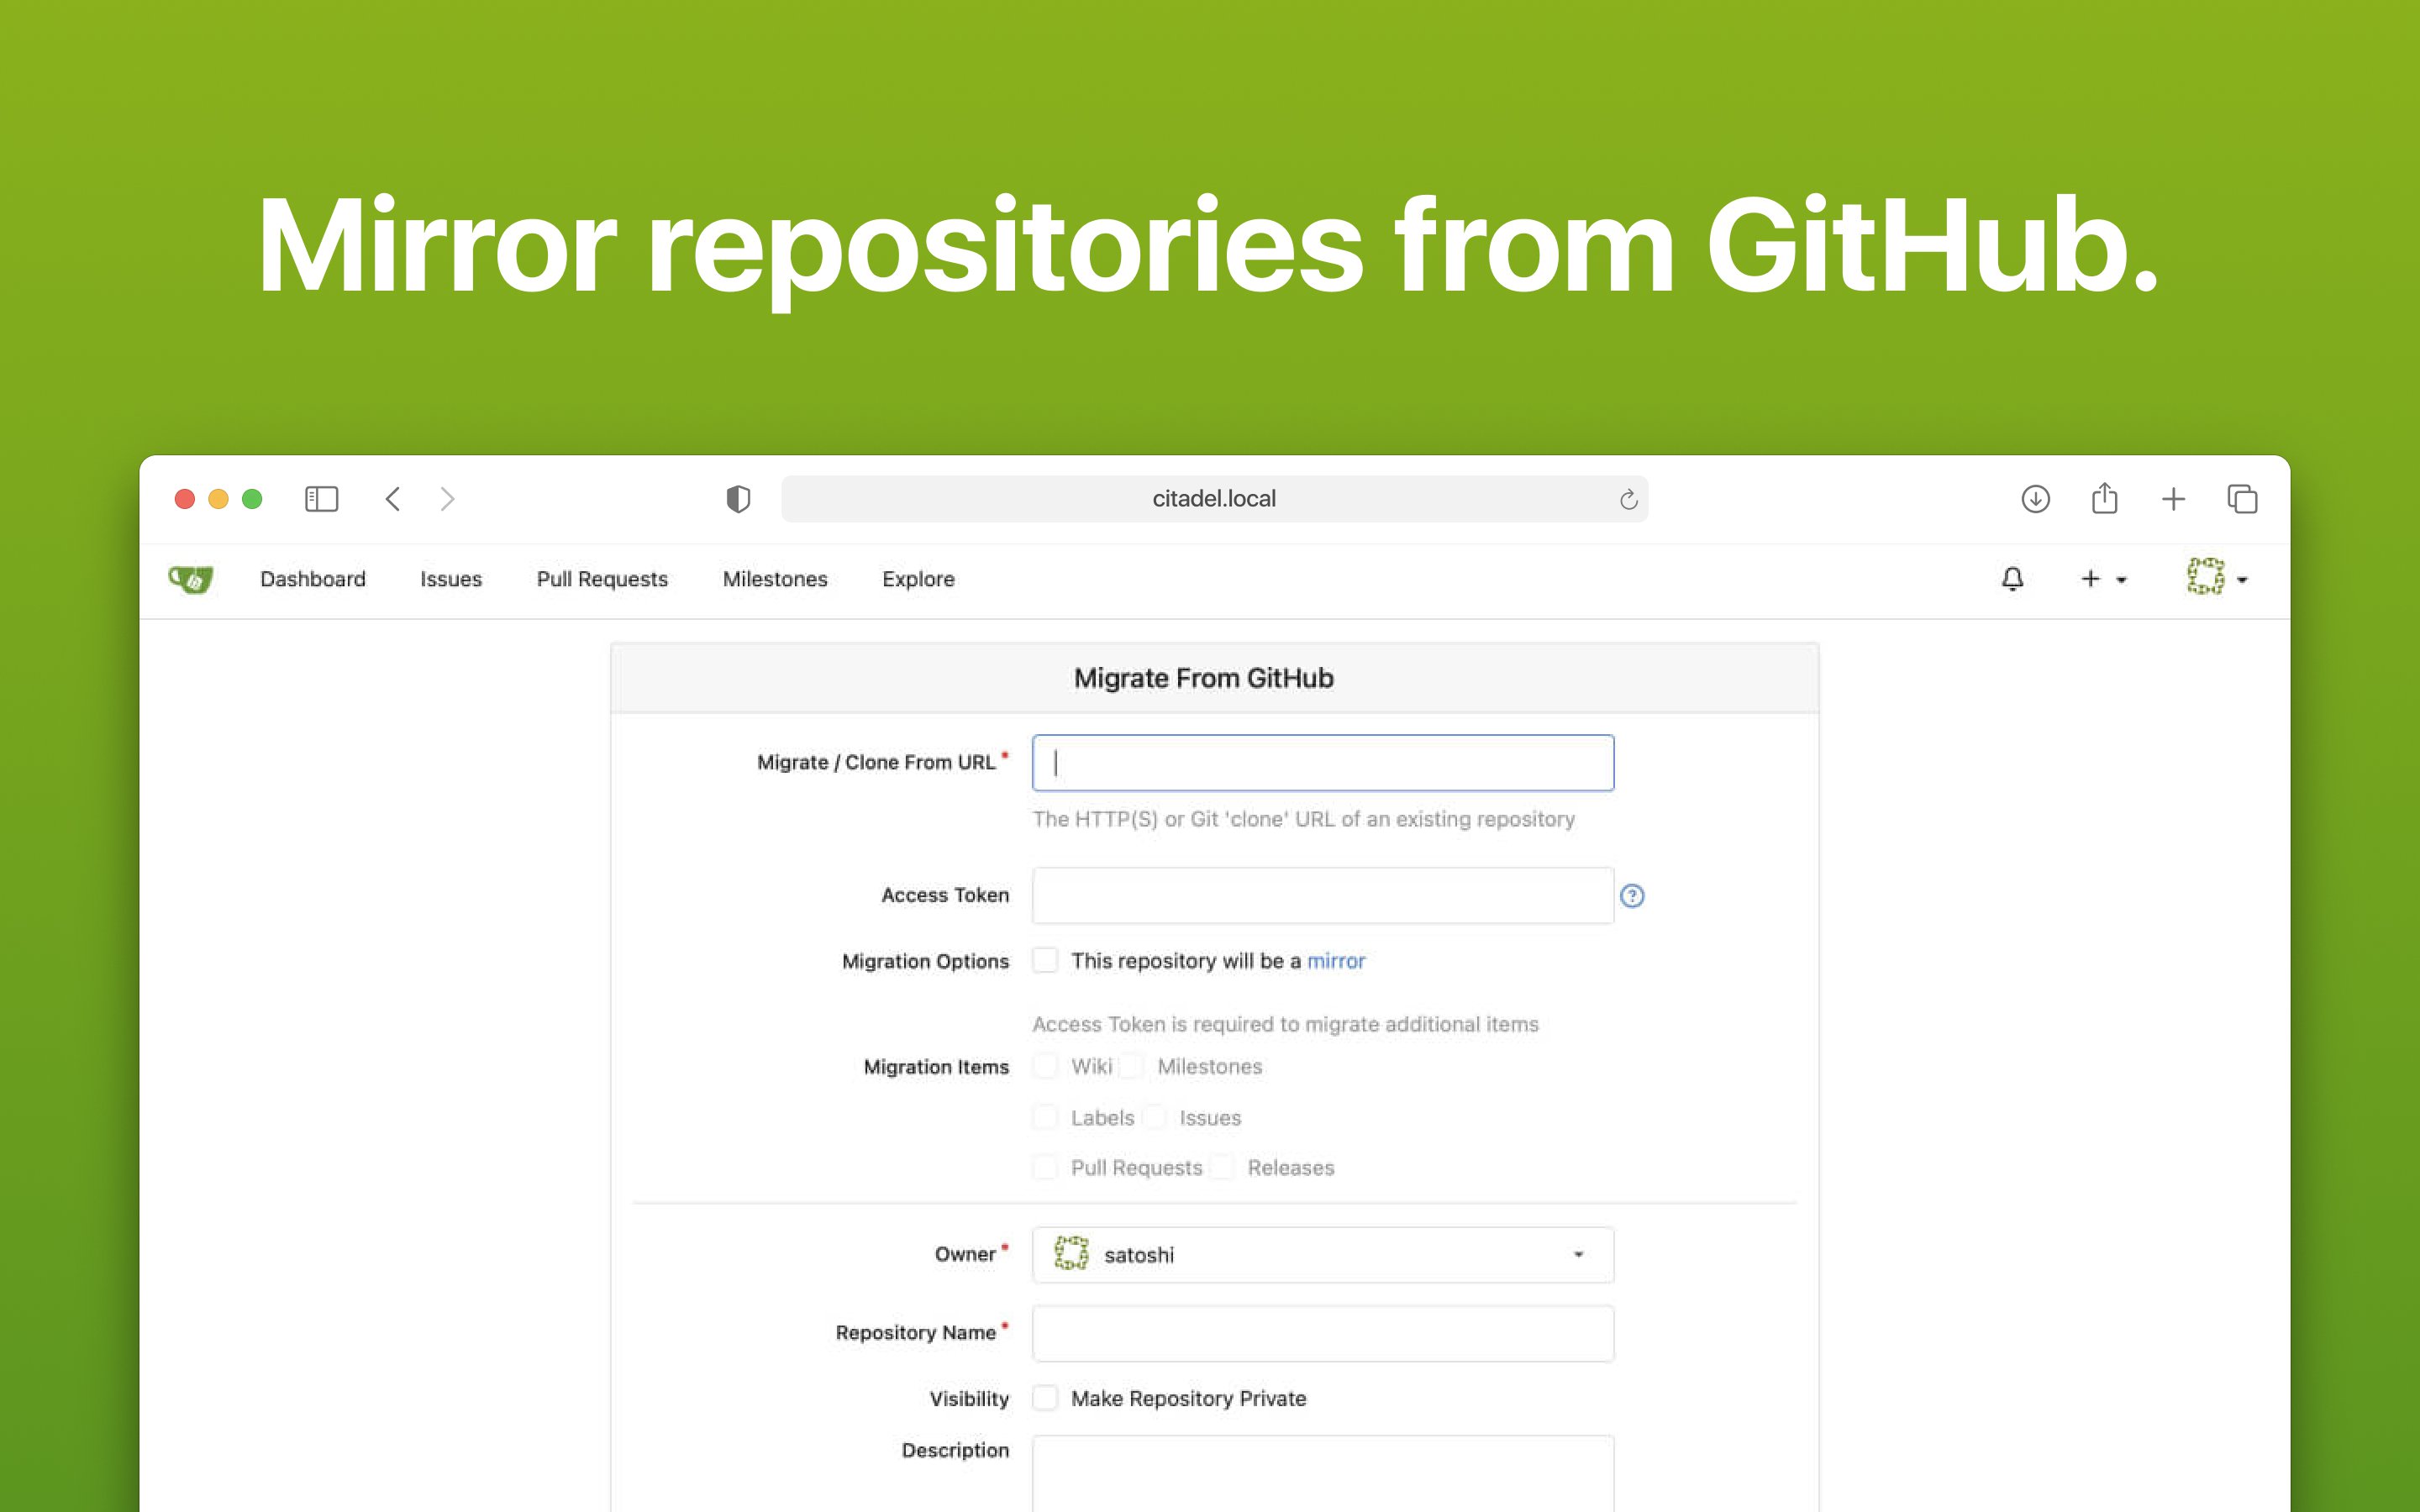 Mirror repositories from GitHub.
citadel.local
Dashboard Issues Pull Requests Milestones Explore
Migrate From GitHub
Migrate / Clone From URL *
The HTTP(S) or Git 'clone' URL of an existing repository
Access Token
Migration Options This repository will be a mirror
Access Token is required to migrate additional items
Migration Items Wiki Milestones
Labels Issues
Pull Requests Releases
Owner * satoshi
Repository Name *
Visibility Make Repository Private
Description